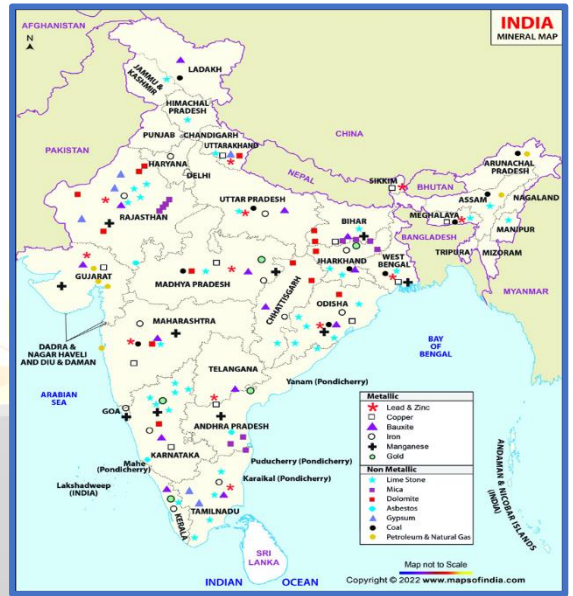 AFGHANISTAN
INDIA
MINERAL MAP
N
LADAKH
JAMMU &
KASHMIR
HIMACHAL
PRADESH
CHINA
PUNJAB
CHANDIGARH
UTTARAKHAND
PAKISTAN
HARYANA
DELHI
NEPAL
ARUNACHAL
PRADESH
SIKKIM
BHUTAN
RAJASTHAN
UTTAR PRADESH
ASSAM
NAGALAND
BIHAR
MEGHALAYA
MANIPUR
BANGLADESH
GUJARAT
MADHYA PRADESH
JHARKHAND
WEST
BENGAL
TRIPURA
MIZORAM
CHHATTISGARH
MYANMAR
ODISHA
MAHARASHTRA
DADRA &
NAGAR HAVELI
AND DIU & DAMAN
TELANGANA
BAY
OF
BENGAL
ARABIAN
SEA
Yanam (Pondicherry)
GOA
ANDHRA PRADESH
KARNATAKA
Mahe
(Pondicherry)
Puducherry (Pondicherry)
Karaikal (Pondicherry)
Lakshadweep
(INDIA)
KERALA
TAMILNADU
SRI
LANKA
INDIAN OCEAN
ANDAMAN & NICOBAR ISLANDS
(INDIA)
Metallic
Lead & Zinc
Copper
Bauxite
Iron
Manganese
Gold
Non Metallic
Lime Stone
Mica
Dolomite
Asbestos
Gypsum
Coal
Petroleum & Natural Gas
Map not to Scale
Copyright © 2022 www.mapsofindia.com